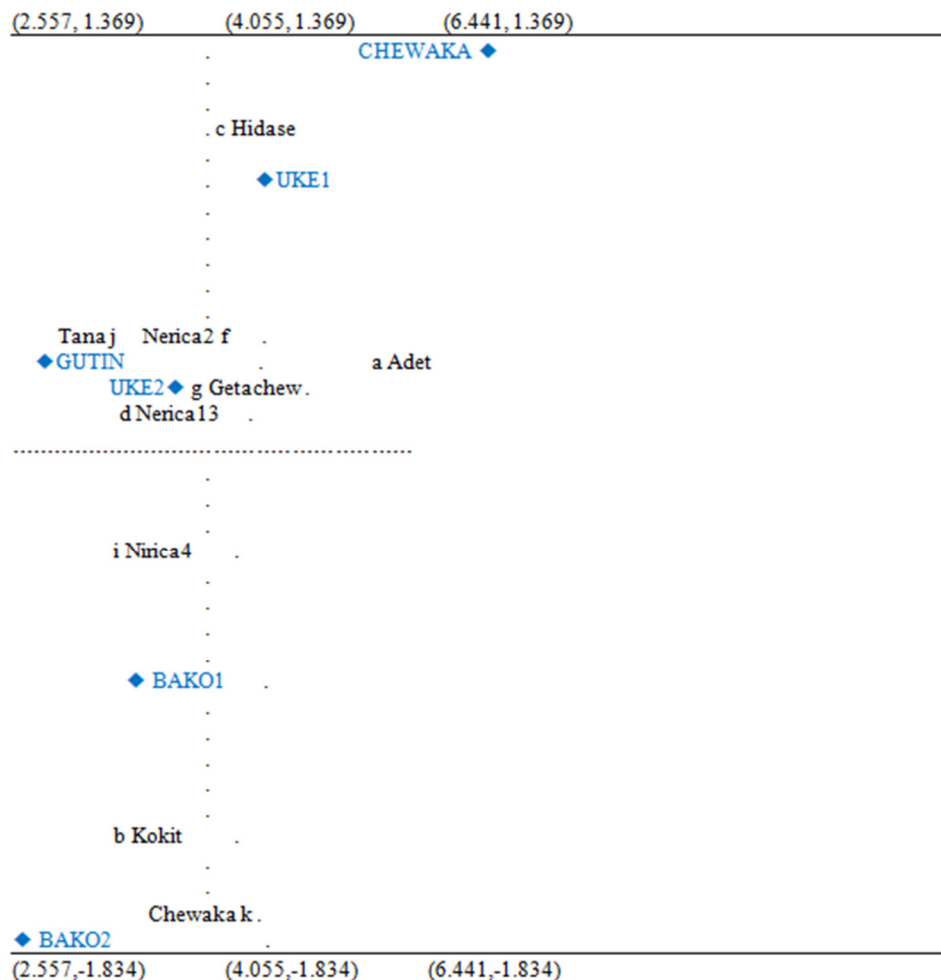 (2.557, 1.369) (4.055, 1.369) (6.441, 1.369)
CHEWAKA
c Hidase
UKE1
Tana j Nerica2 f
GUTIN a Adet
UKE2 g Getachew
d Nerica13
i Nirica4
BAKO1
b Kokit
Chewaka k
BAKO2
(2.557,-1.834) (4.055,-1.834) (6.441,-1.834)